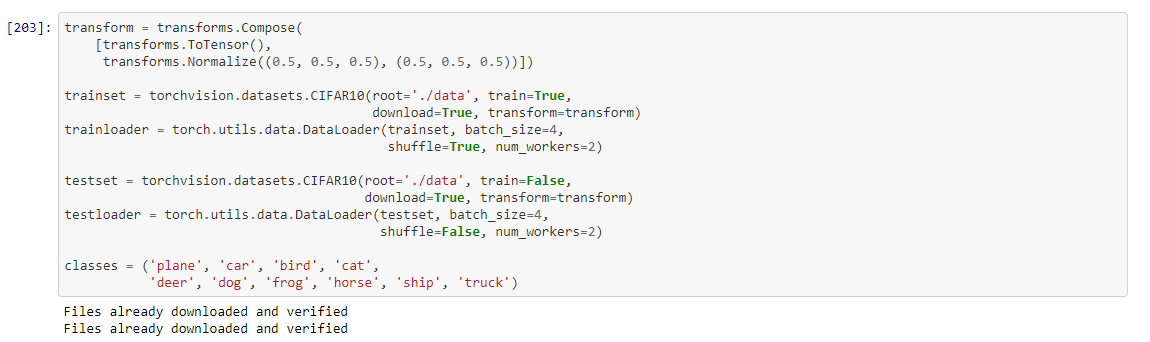 [203]: transform = transforms.Compose(
    [transforms.ToTensor(),
     transforms.Normalize((0.5, 0.5, 0.5), (0.5, 0.5, 0.5))])

trainset = torchvision.datasets.CIFAR10(root='./data', train=True,
                                        download=True, transform=transform)
trainloader = torch.utils.data.DataLoader(trainset, batch_size=4,
                                          shuffle=True, num_workers=2)

testset = torchvision.datasets.CIFAR10(root='./data', train=False,
                                       download=True, transform=transform)
testloader = torch.utils.data.DataLoader(testset, batch_size=4,
                                         shuffle=False, num_workers=2)

classes = ('plane', 'car', 'bird', 'cat',
           'deer', 'dog', 'frog', 'horse', 'ship', 'truck')
Files already downloaded and verified
Files already downloaded and verified